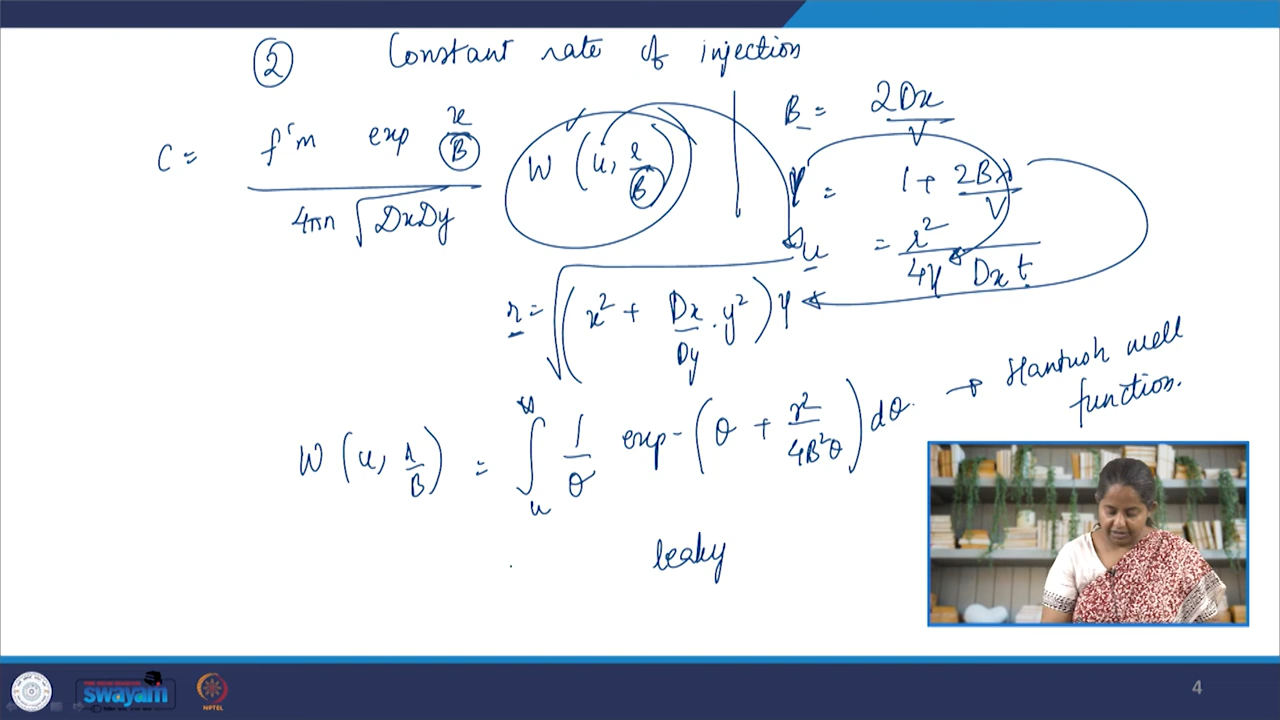 ② Constant rate of injection
C = f'm exp x/B / 4πn √DxDy W (u, r/B)
B = 2Dx/V
γ = 1 + 2Bλ/V
u = r²/4γ Dx t
r = √(x² + Dx/Dy · y²) γ
W (u, r/B) = ∫ᵤ^∞ 1/θ exp - (θ + r²/4B²θ) dθ. → Hantush well function.
leaky
swayam
NPTEL
4